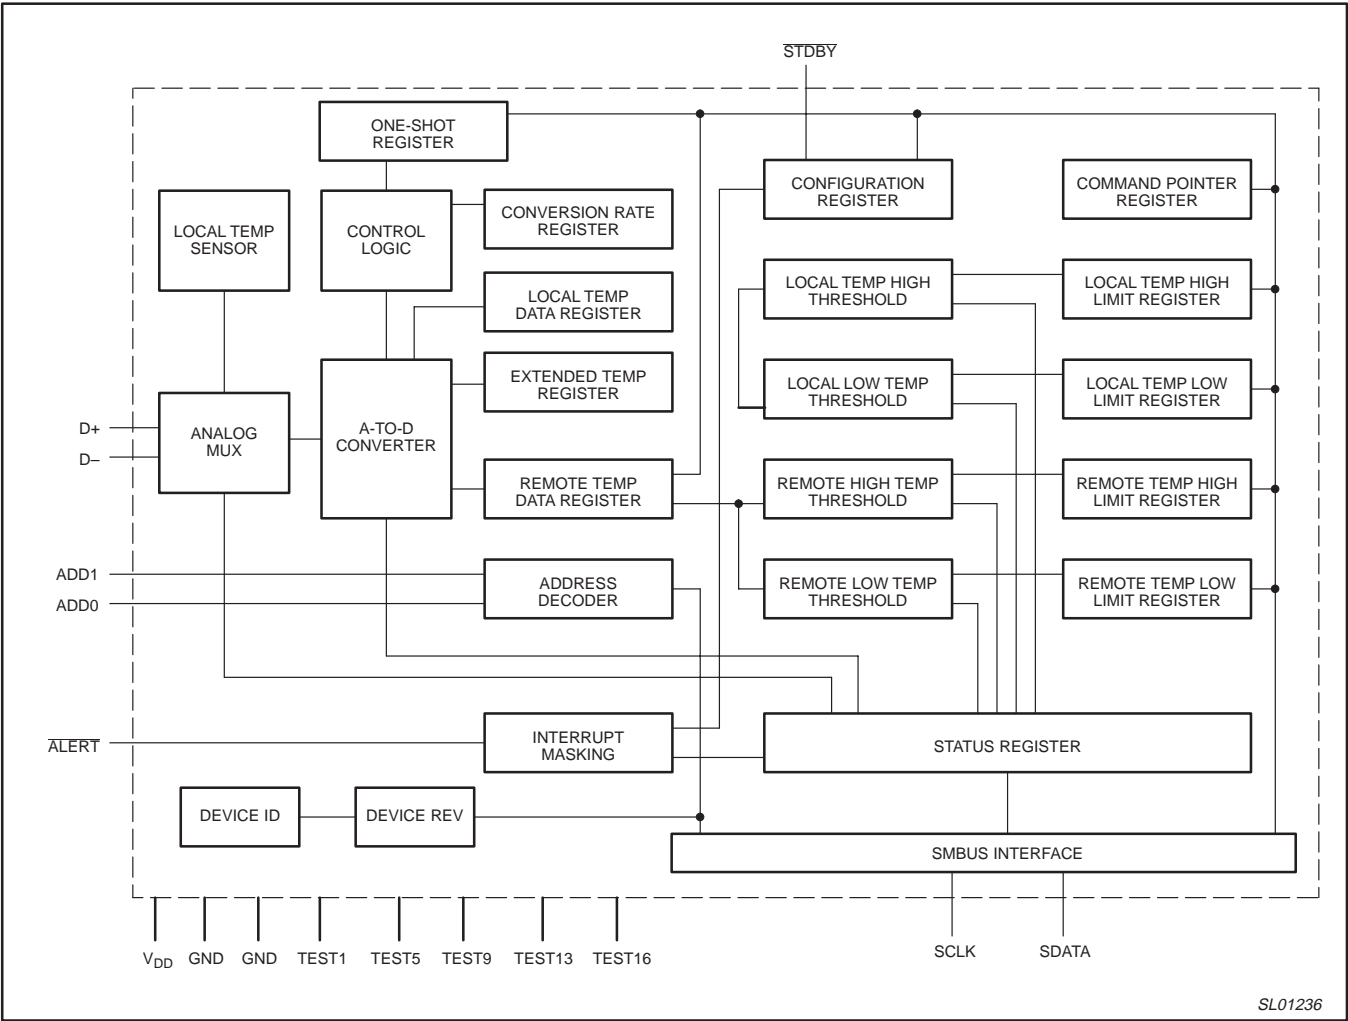 STDBY
ONE-SHOT
REGISTER
CONFIGURATION
REGISTER
COMMAND POINTER
REGISTER
LOCAL TEMP
SENSOR
CONTROL
LOGIC
CONVERSION RATE
REGISTER
LOCAL TEMP
DATA REGISTER
LOCAL TEMP HIGH
THRESHOLD
LOCAL TEMP HIGH
LIMIT REGISTER
EXTENDED TEMP
REGISTER
LOCAL LOW TEMP
THRESHOLD
LOCAL TEMP LOW
LIMIT REGISTER
D+
D–
ANALOG
MUX
A-TO-D
CONVERTER
REMOTE TEMP
DATA REGISTER
REMOTE HIGH TEMP
THRESHOLD
REMOTE TEMP HIGH
LIMIT REGISTER
ADD1
ADD0
ADDRESS
DECODER
REMOTE LOW TEMP
THRESHOLD
REMOTE TEMP LOW
LIMIT REGISTER
ALERT
INTERRUPT
MASKING
STATUS REGISTER
DEVICE ID
DEVICE REV
SMBUS INTERFACE
VDD
GND
GND
TEST1
TEST5
TEST9
TEST13
TEST16
SCLK
SDATA
SL01236